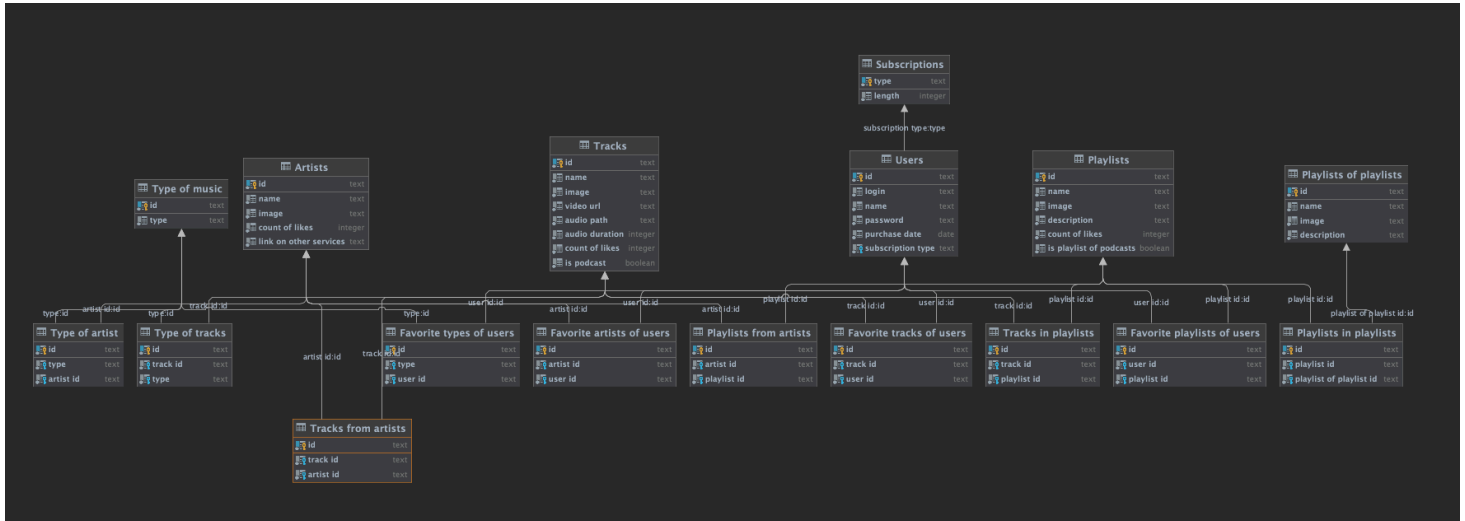 Subscriptions
type text
length integer
subscription type:type
Tracks
id text
name text
image text
video url text
audio path text
audio duration integer
count of likes integer
is podcast boolean
Users
id text
login text
name text
password text
purchase date date
subscription type text
Playlists
id text
name text
image text
description text
count of likes integer
is playlist of podcasts boolean
Artists
id text
name text
image text
count of likes integer
link on other services text
Playlists of playlists
id text
name text
image text
description text
Type of music
id text
type text
type:id
artist id:id
type:id
track id:id
type:id
user id:id
artist id:id
user id:id
artist id:id
playlist id:id
track id:id
user id:id
track id:id
playlist id:id
user id:id
playlist id:id
playlist id:id
playlist of playlist id:id
artist id:id
track id:id
Type of artist
id text
type text
artist id text
Type of tracks
id text
track id text
type text
Favorite types of users
id text
type text
user id text
Favorite artists of users
id text
artist id text
user id text
Playlists from artists
id text
artist id text
playlist id text
Favorite tracks of users
id text
track id text
user id text
Tracks in playlists
id text
track id text
playlist id text
Favorite playlists of users
id text
user id text
playlist id text
Playlists in playlists
id text
playlist id text
playlist of playlist id text
Tracks from artists
id text
track id text
artist id text